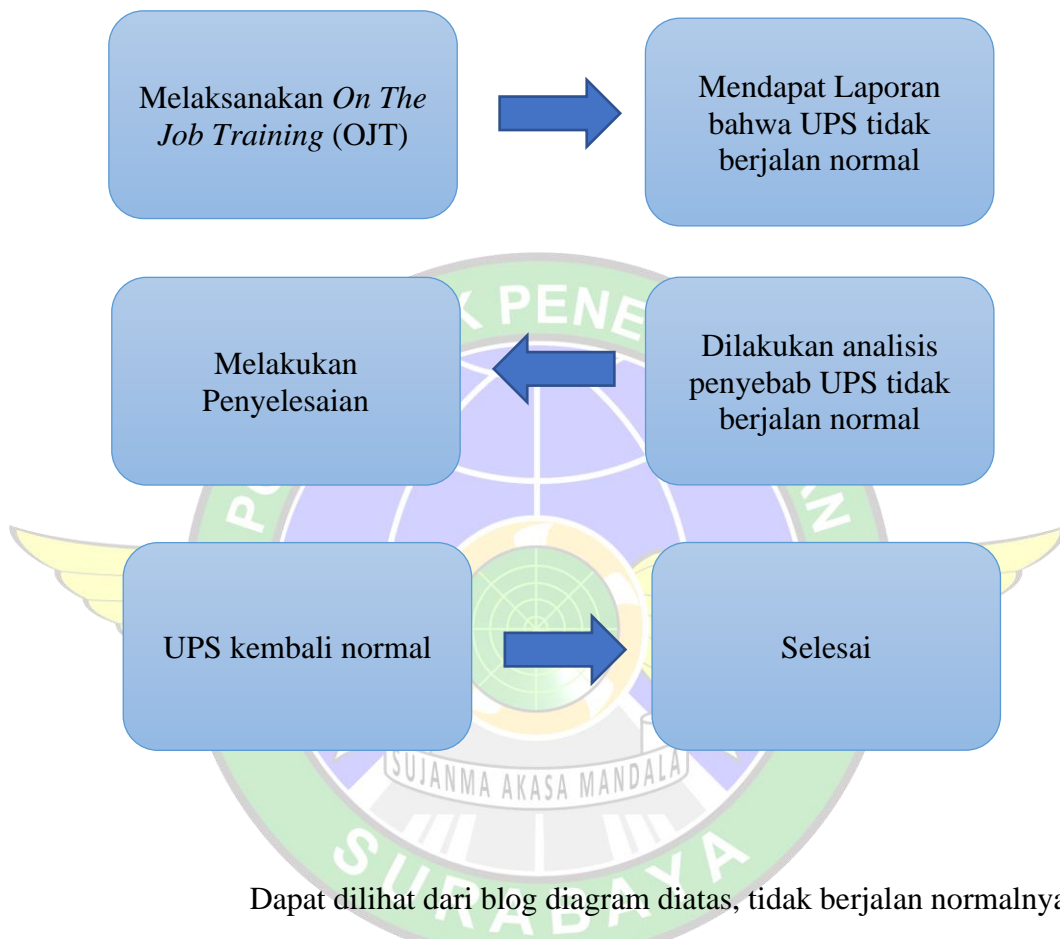 Melaksanakan On The
Job Training (OJT)
Mendapat Laporan
bahwa UPS tidak
berjalan normal
Dilakukan analisis
penyebab UPS tidak
berjalan normal
Melakukan
Penyelesaian
UPS kembali normal
Selesai
SUJANMA AKASA MANDALA
SURABAYA
Dapat dilihat dari blog diagram diatas, tidak berjalan normalnya